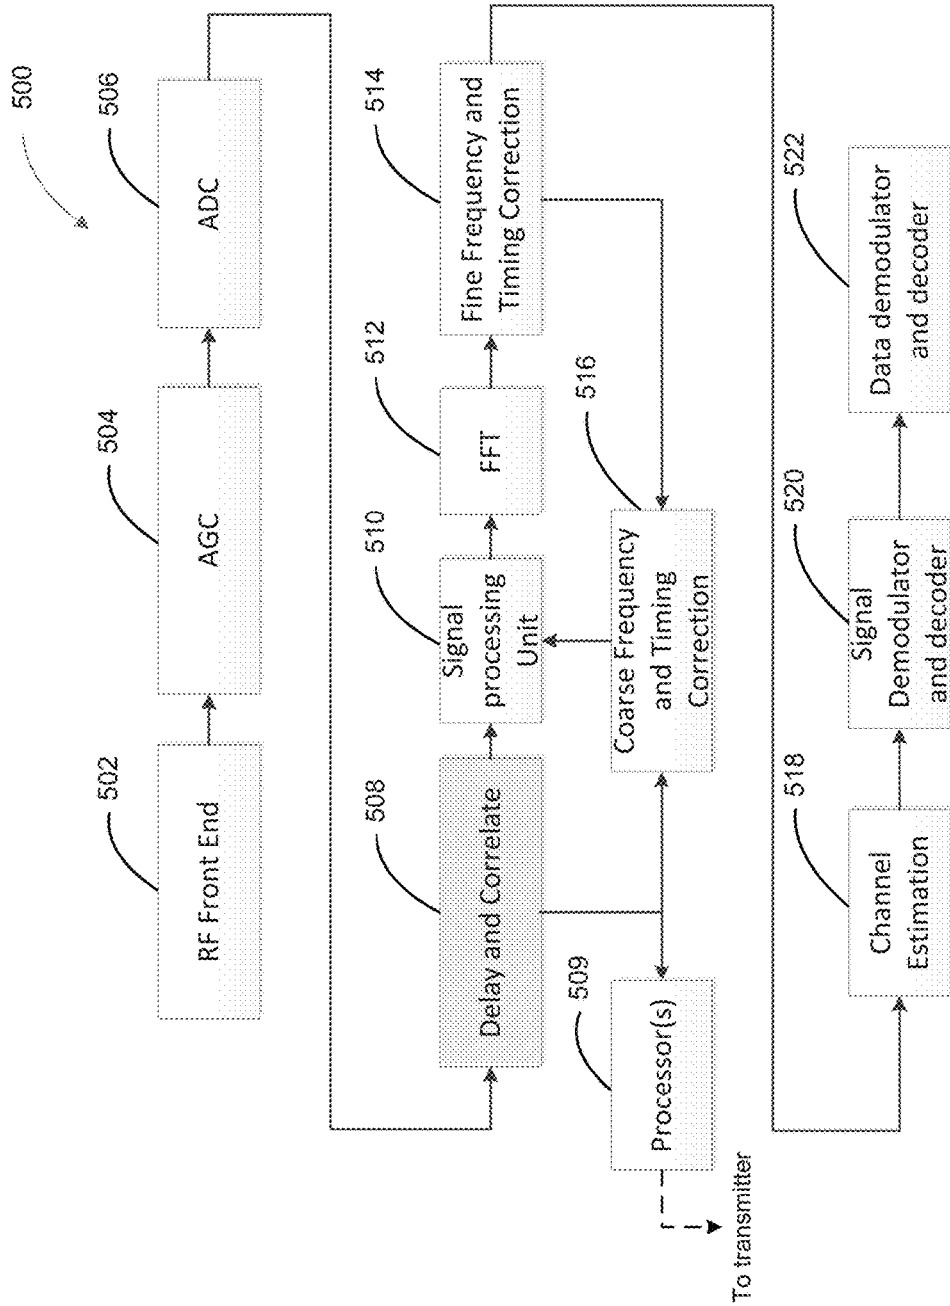 500
502
RF Front End
504
AGC
506
ADC
508
Delay and Correlate
510
Signal
processing
Unit
512
FFT
514
Fine Frequency and
Timing Correction
509
Processor(s)
To transmitter
516
Coarse Frequency
and Timing
Correction
518
Channel
Estimation
520
Signal
Demodulator
and decoder
522
Data demodulator
and decoder